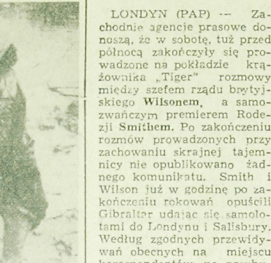 LONDYN (PAP) — Za-
chodnie agencje prasowe do-
noszą, że w sobotę, tuż przed
północą zakończyły się pro-
wadzone na pokładzie krą-
żownika „Tiger" rozmowy
między szefem rządu brytyj-
skiego Wilsonem, a samo-
zwańczym premierem Rode-
zji Smithem. Po zakończeniu
rozmów prowadzonych przy
zachowaniu skrajnej tajem-
nicy nie opublikowano żad-
nego komunikatu. Smith i
Wilson już w godzinę po za-
kończeniu rokowań opuścili
Gibraltar udając się samolo-
tami do Londynu i Salisbury.
Według zgodnych przewidy-
wań obecnych na miejscu